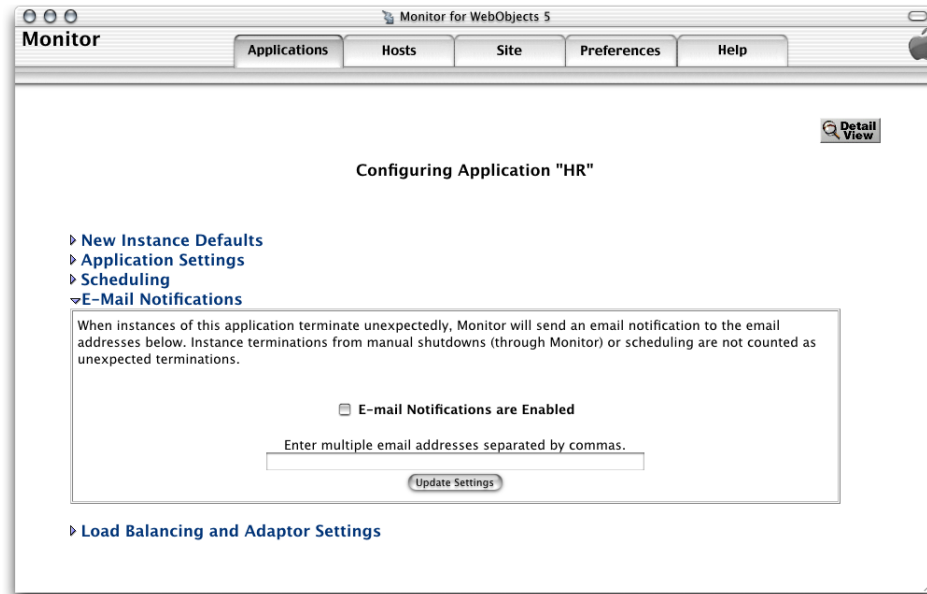 Monitor for WebObjects 5
Monitor
Applications
Hosts
Site
Preferences
Help
Detail
View
Configuring Application "HR"
New Instance Defaults
Application Settings
Scheduling
E-Mail Notifications
When instances of this application terminate unexpectedly, Monitor will send an email notification to the email
addresses below. Instance terminations from manual shutdowns (through Monitor) or scheduling are not counted as
unexpected terminations.
E-mail Notifications are Enabled
Enter multiple email addresses separated by commas.
Update Settings
Load Balancing and Adaptor Settings